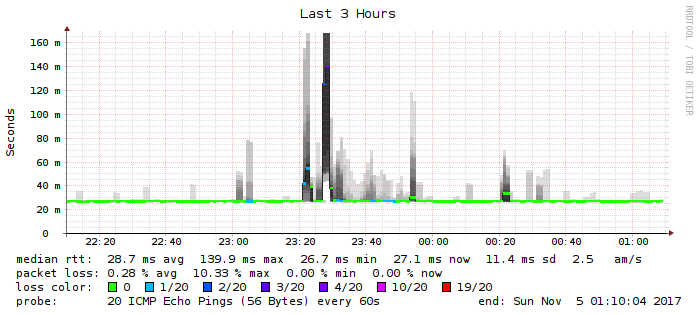 Last 3 Hours
RRDTOOL / TOBI OETIKER
Seconds
160 m
140 m
120 m
100 m
80 m
60 m
40 m
20 m
0
22:20 22:40 23:00 23:20 23:40 00:00 00:20 00:40 01:00
median rtt: 28.7 ms avg 139.9 ms max 26.7 ms min 27.1 ms now 11.4 ms sd 2.5 am/s
packet loss: 0.28 % avg 10.33 % max 0.00 % min 0.00 % now
loss color: 0 1/20 2/20 3/20 4/20 10/20 19/20
probe: 20 ICMP Echo Pings (56 Bytes) every 60s end: Sun Nov 5 01:10:04 2017